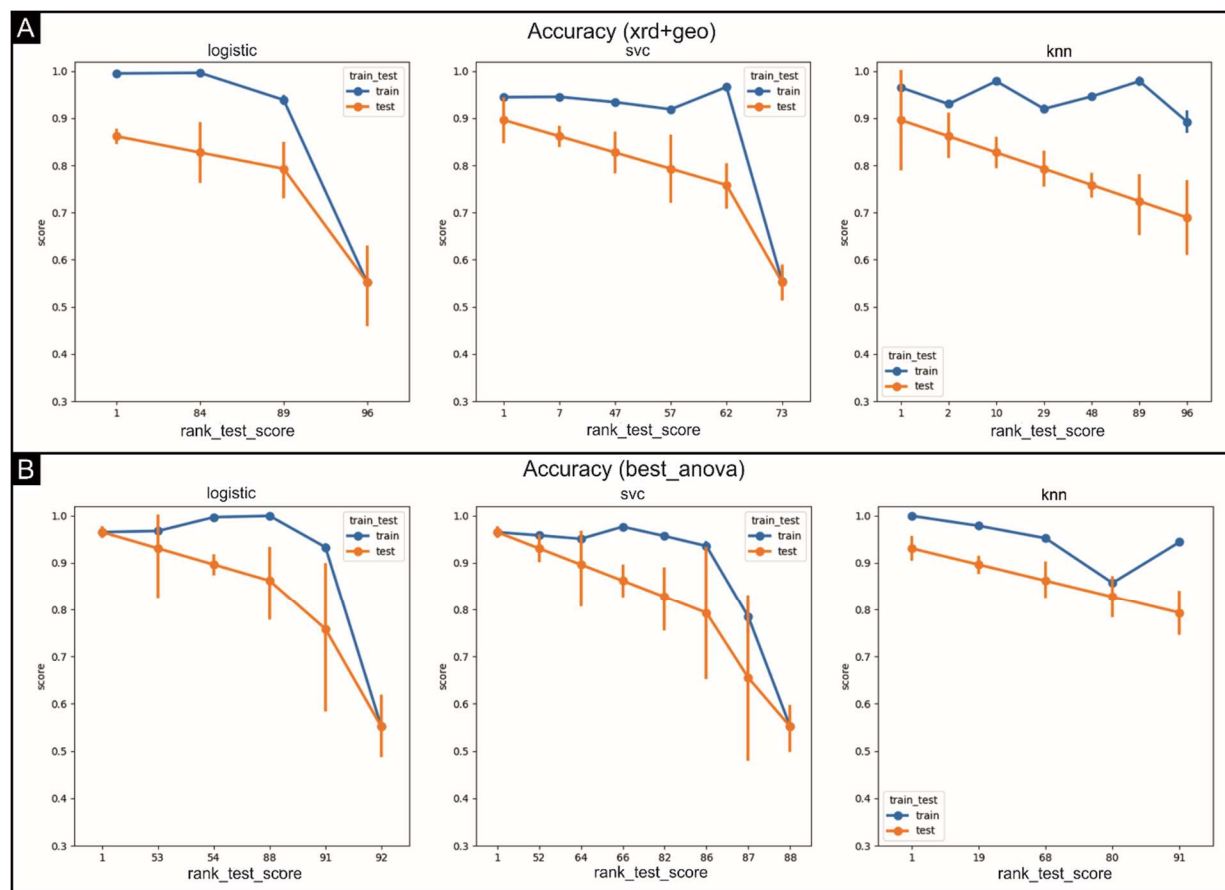 A
Accuracy (xrd+geo)
logistic
svc
knn
score
1.0
0.9
0.8
0.7
0.6
0.5
0.4
0.3
train_test
train
test
1 84 89 96
rank_test_score
score
1.0
0.9
0.8
0.7
0.6
0.5
0.4
0.3
train_test
train
test
1 7 47 57 62 73
rank_test_score
score
1.0
0.9
0.8
0.7
0.6
0.5
0.4
0.3
train_test
train
test
1 2 10 29 48 89 96
rank_test_score
B
Accuracy (best_anova)
logistic
svc
knn
score
1.0
0.9
0.8
0.7
0.6
0.5
0.4
0.3
train_test
train
test
1 53 54 88 91 92
rank_test_score
score
1.0
0.9
0.8
0.7
0.6
0.5
0.4
0.3
train_test
train
test
1 52 64 66 82 86 87 88
rank_test_score
score
1.0
0.9
0.8
0.7
0.6
0.5
0.4
0.3
train_test
train
test
1 19 68 80 91
rank_test_score